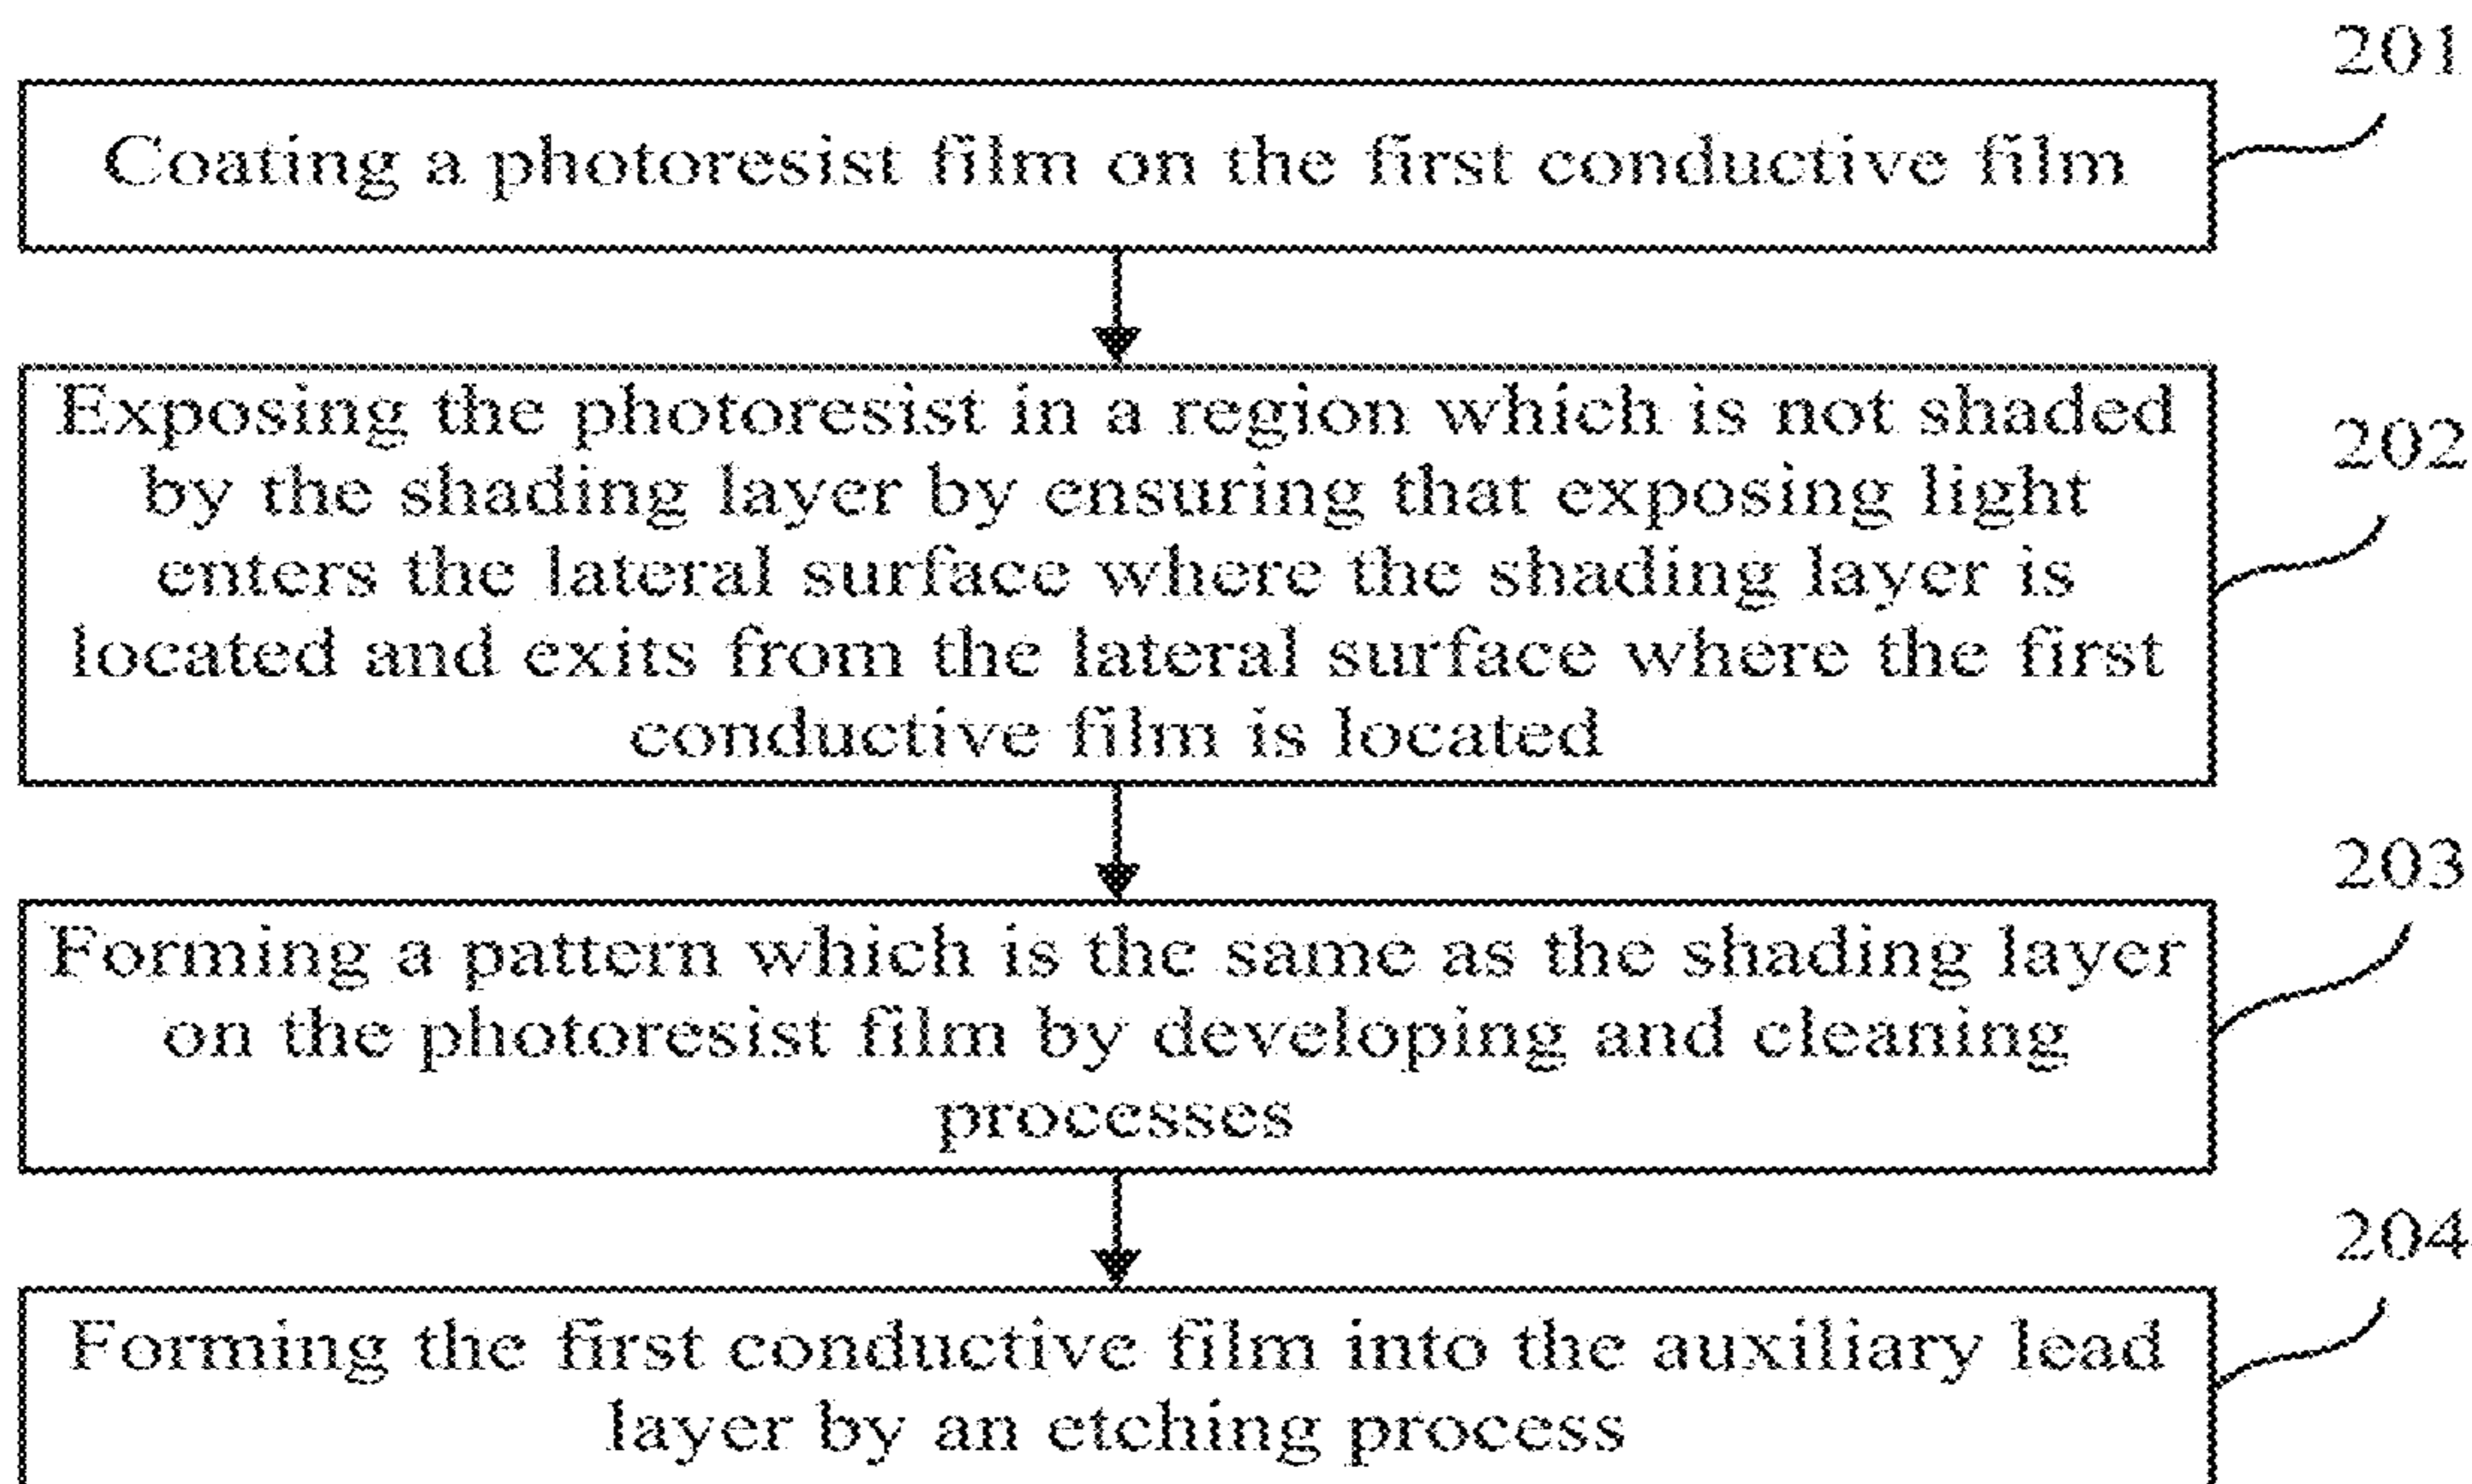 201
Coating a photoresist film on the first conductive film
Exposing the photoresist in a region which is not shaded
by the shading layer by ensuring that exposing light
enters the lateral surface where the shading layer is
located and exits from the lateral surface where the first
conductive film is located
202
203
Forming a pattern which is the same as the shading layer
on the photoresist film by developing and cleaning
processes
204
Forming the first conductive film into the auxiliary lead
layer by an etching process